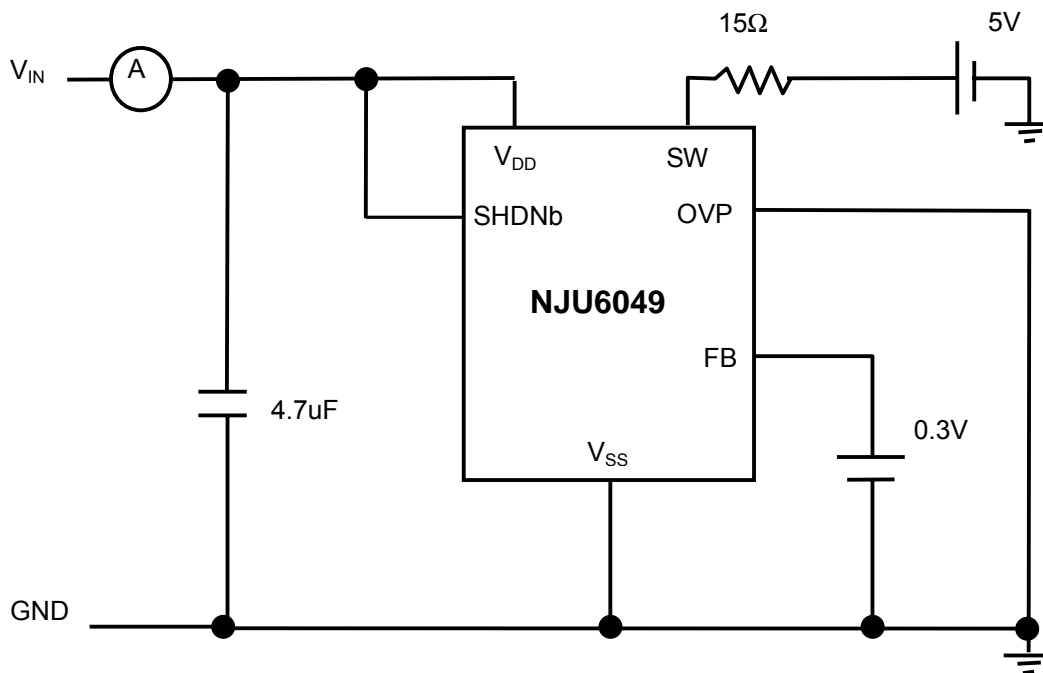 15Ω
5V
V_IN
A
V_DD
SW
SHDNb
OVP
NJU6049
FB
4.7uF
0.3V
V_SS
GND